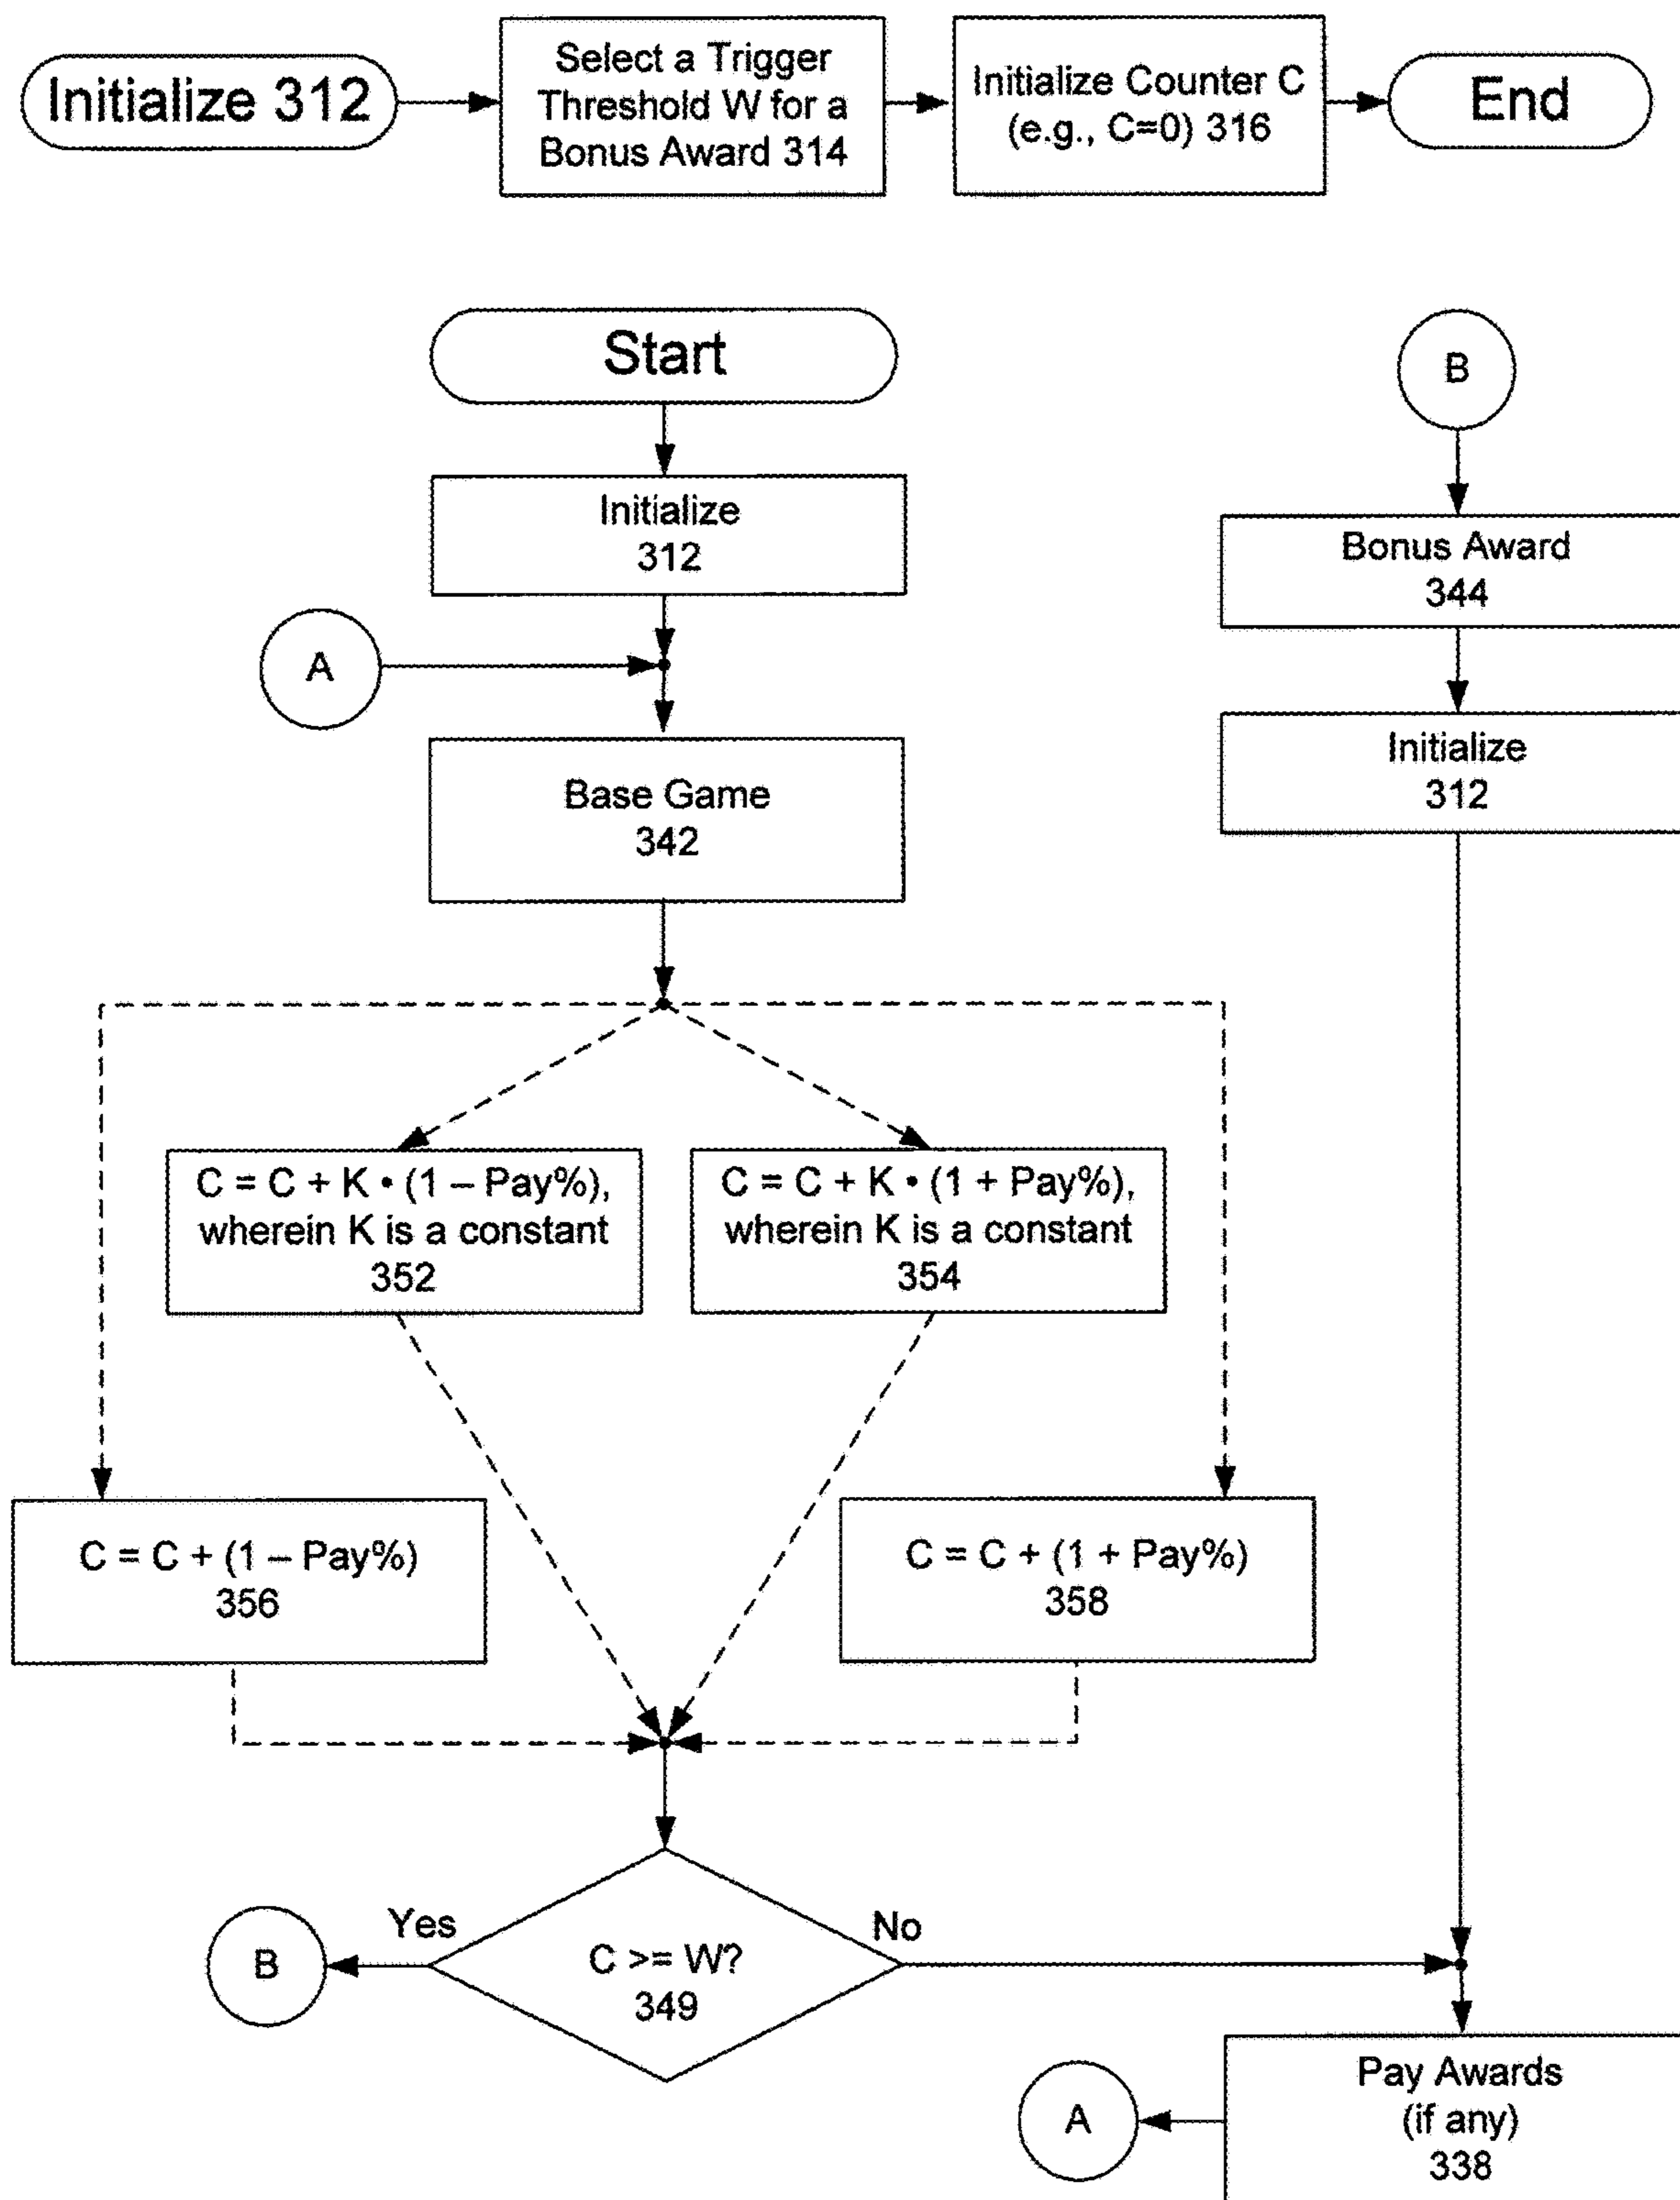 Initialize 312
Select a Trigger
Threshold W for a
Bonus Award 314
Initialize Counter C
(e.g., C=0) 316
End
Start
B
Initialize
312
Bonus Award
344
A
Initialize
312
Base Game
342
C = C + K • (1 – Pay%),
wherein K is a constant
352
C = C + K • (1 + Pay%),
wherein K is a constant
354
C = C + (1 – Pay%)
356
C = C + (1 + Pay%)
358
Yes
No
B
C >= W?
349
A
Pay Awards
(if any)
338